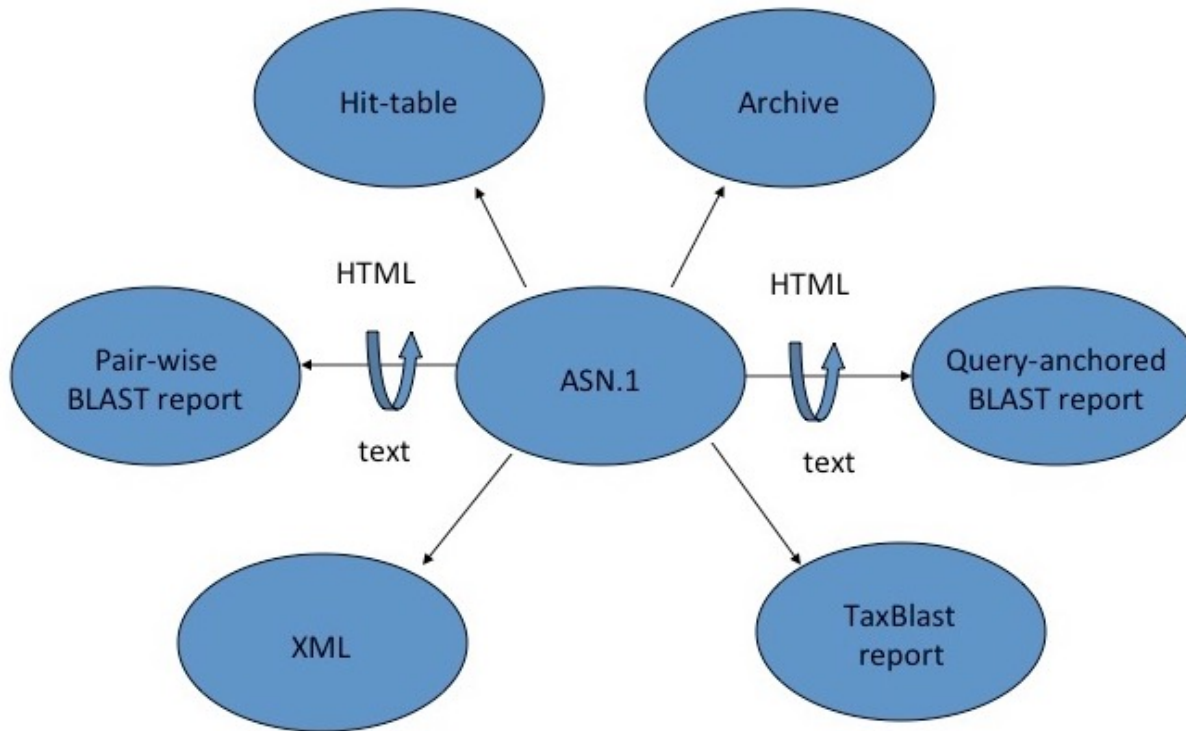 Hit-table
Archive
HTML
HTML
Pair-wise
BLAST report
ASN.1
Query-anchored
BLAST report
text
text
XML
TaxBlast
report